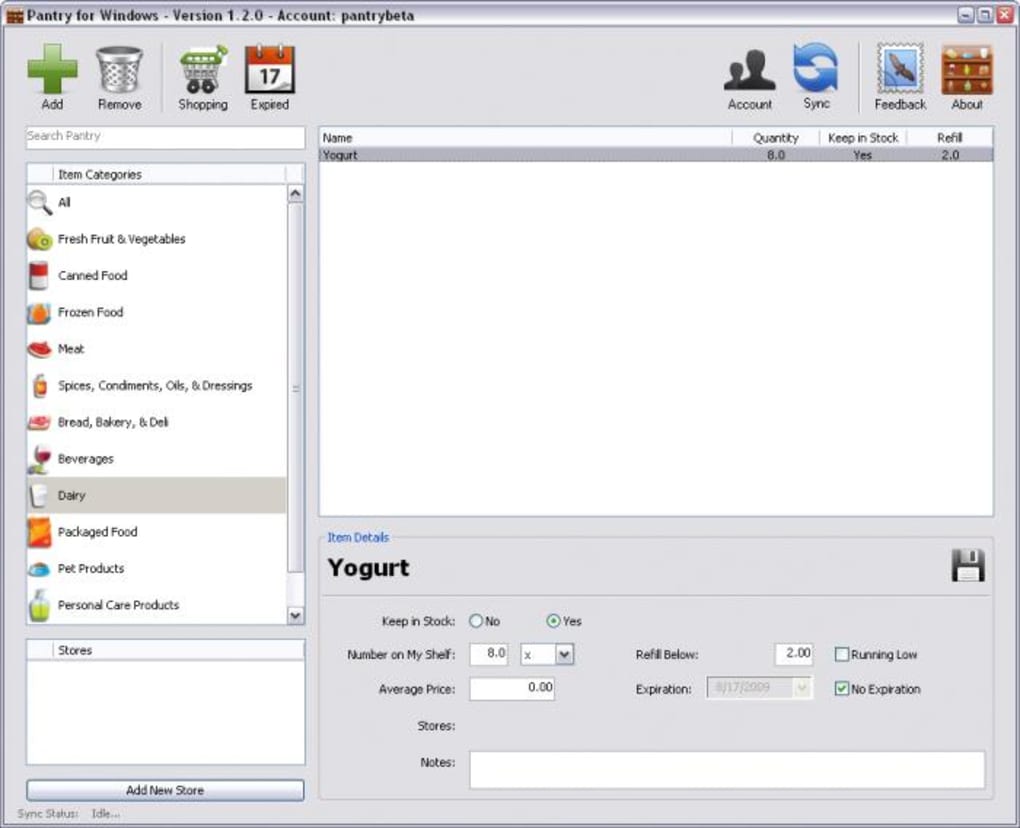 Pantry for Windows - Version 1.2.0 - Account: pantrybeta
Add Remove Shopping 17 Expired Account Sync Feedback About
Search Pantry
Item Categories
All
Fresh Fruit & Vegetables
Canned Food
Frozen Food
Meat
Spices, Condiments, Oils, & Dressings
Bread, Bakery, & Deli
Beverages
Dairy
Packaged Food
Pet Products
Personal Care Products
Stores
Add New Store
Sync Status: Idle...
Name Quantity Keep in Stock Refill
Yogurt 8.0 Yes 2.0
Item Details
Yogurt
Keep in Stock: No Yes
Number on My Shelf: 8.0 x Refill Below: 2.00 Running Low
Average Price: 0.00 Expiration: 8/17/2009 No Expiration
Stores:
Notes: